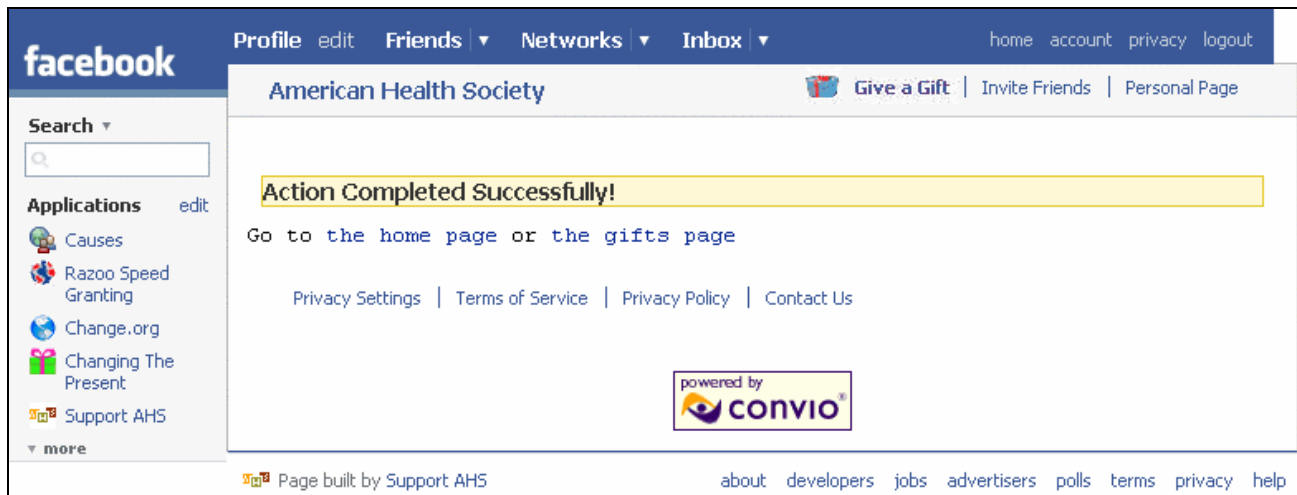 facebook
Profile edit Friends ▼ Networks ▼ Inbox ▼ home account privacy logout
American Health Society
Give a Gift | Invite Friends | Personal Page
Search ▼
Applications edit
Causes
Razoo Speed
Granting
Change.org
Changing The
Present
Support AHS
▼ more
Action Completed Successfully!
Go to the home page or the gifts page
Privacy Settings | Terms of Service | Privacy Policy | Contact Us
powered by
convio®
Page built by Support AHS
about developers jobs advertisers polls terms privacy help